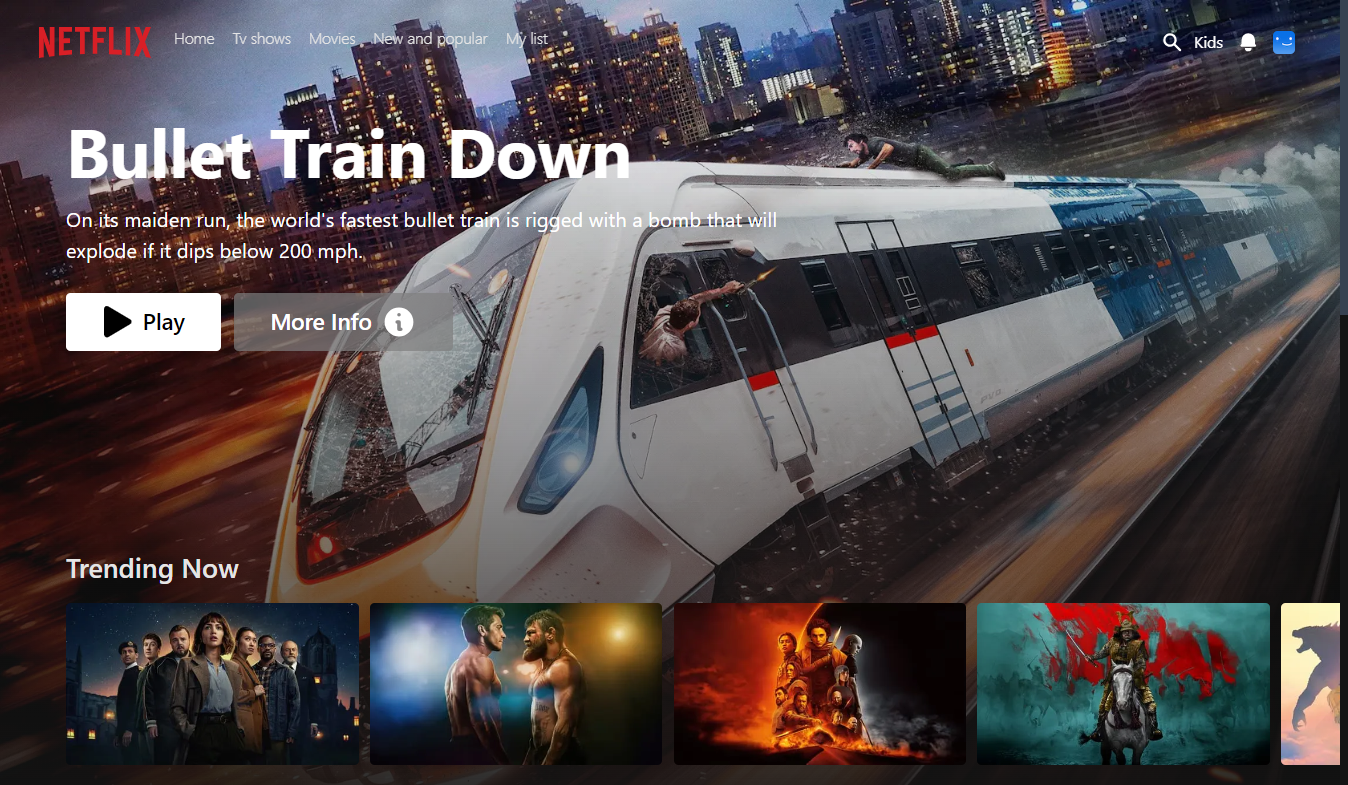 NETFLIX Home Tv shows Movies New and popular My list Kids
Bullet Train Down
On its maiden run, the world's fastest bullet train is rigged with a bomb that will
explode if it dips below 200 mph.
Play More Info
Trending Now